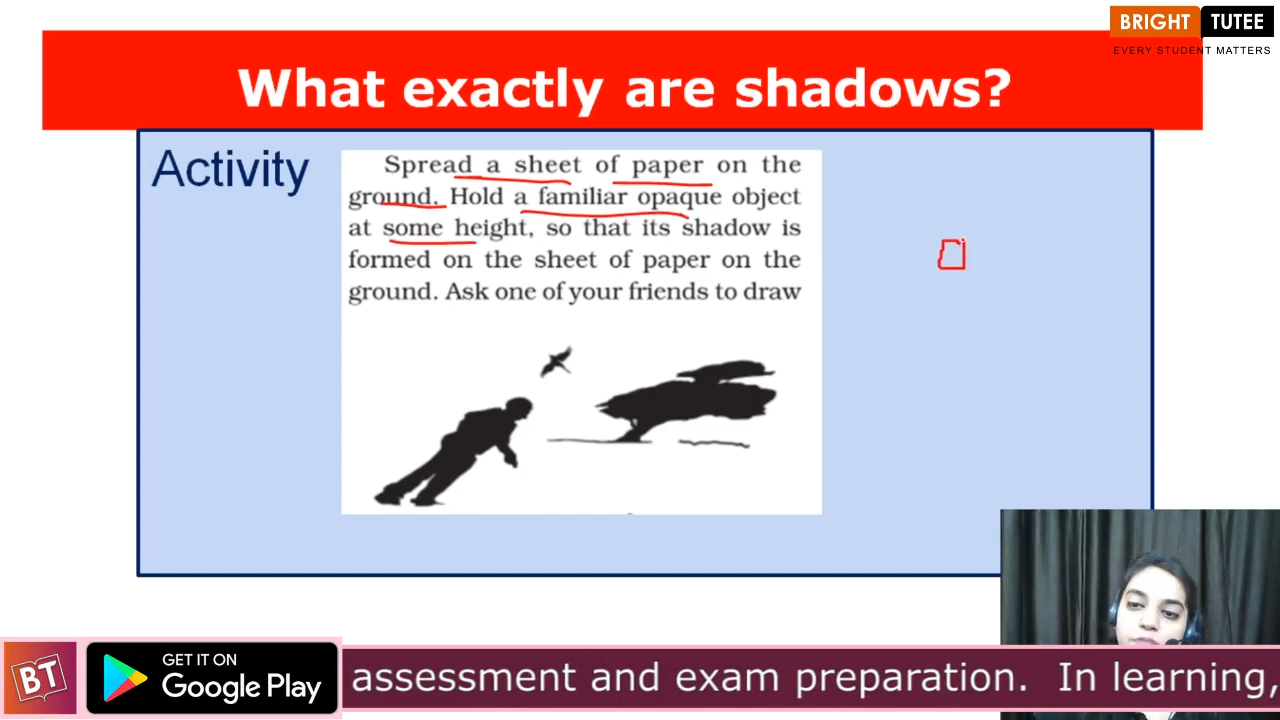 BRIGHT TUTEE
EVERY STUDENT MATTERS
What exactly are shadows?
Activity
Spread a sheet of paper on the
ground. Hold a familiar opaque object
at some height, so that its shadow is
formed on the sheet of paper on the
ground. Ask one of your friends to draw
BT
GET IT ON
Google Play
assessment and exam preparation. In learning,